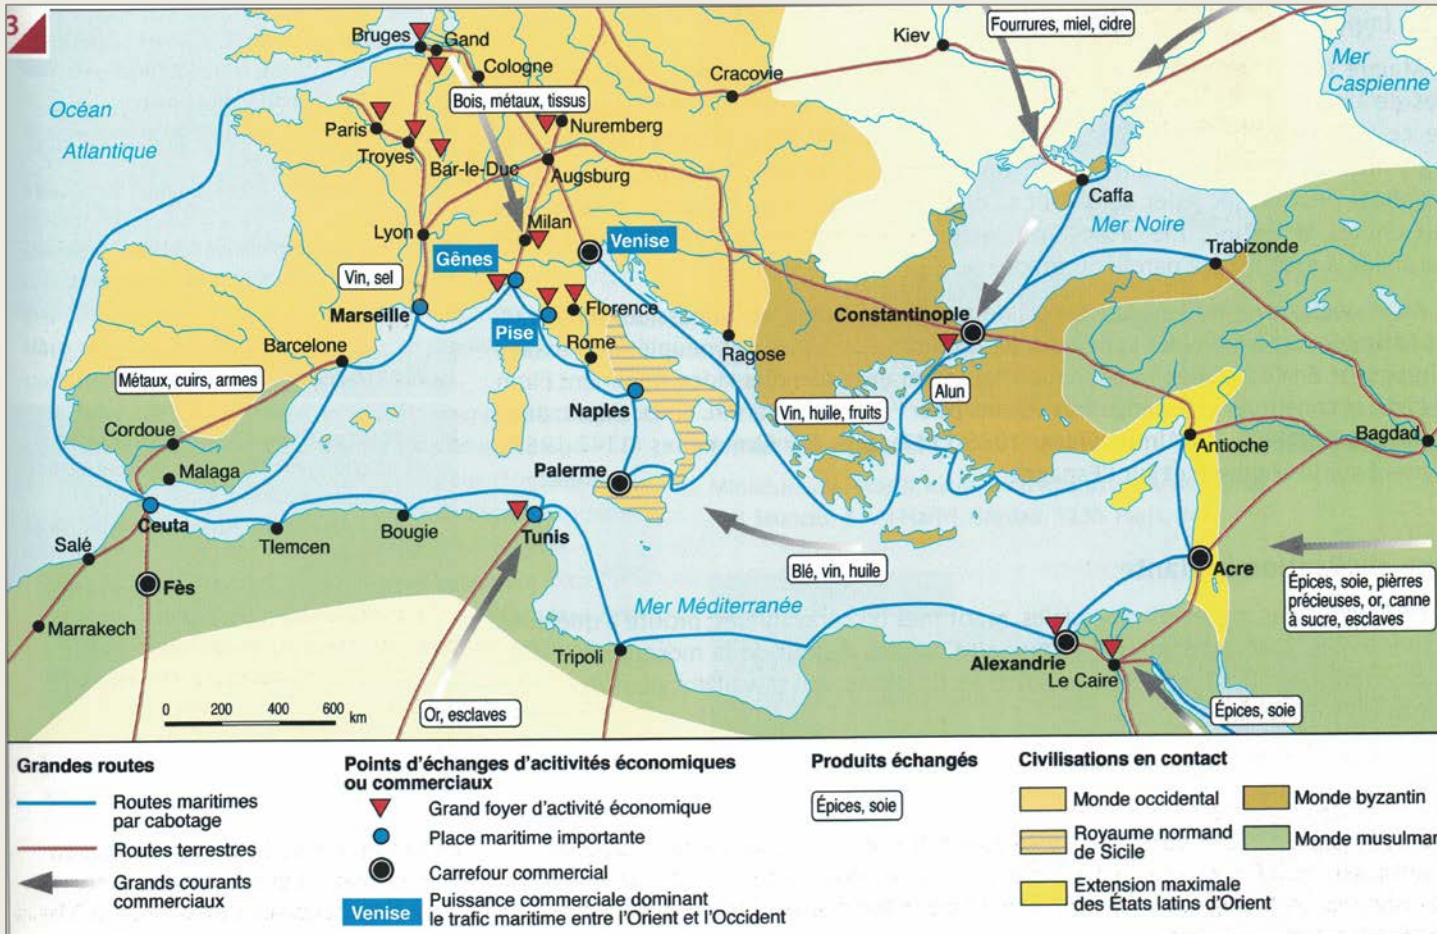 3
Fourrures, miel, cidre
Mer
Caspienne
Océan
Atlantique
Bruges
Gand
Cologne
Kiev
Cracovie
Bois, métaux, tissus
Paris
Troyes
Bar-le-Duc
Nuremberg
Augsburg
Caffa
Mer Noire
Trabizonde
Lyon
Milan
Venise
Gênes
Vin, sel
Marseille
Pise
Florence
Rome
Constantinople
Ragose
Barcelone
Métaux, cuirs, armes
Naples
Vin, huile, fruits
Alun
Cordoue
Malaga
Antioche
Bagdad
Palerme
Ceuta
Tlemcen
Bougie
Tunis
Salé
Fès
Blé, vin, huile
Acre
Épices, soie, pièrres
précieuses, or, canne
à sucre, esclaves
Mer Méditerranée
Marrakech
Tripoli
Alexandrie
Le Caire
Or, esclaves
Épices, soie
0 200 400 600 km
Grandes routes
Routes maritimes
par cabotage
Routes terrestres
Grands courants
commerciaux
Points d'échanges d'acitivités économiques
ou commerciaux
Grand foyer d'activité économique
Place maritime importante
Carrefour commercial
Venise
Puissance commerciale dominant
le trafic maritime entre l'Orient et l'Occident
Produits échangés
Épices, soie
Civilisations en contact
Monde occidental
Royaume normand
de Sicile
Extension maximale
des États latins d'Orient
Monde byzantin
Monde musulman